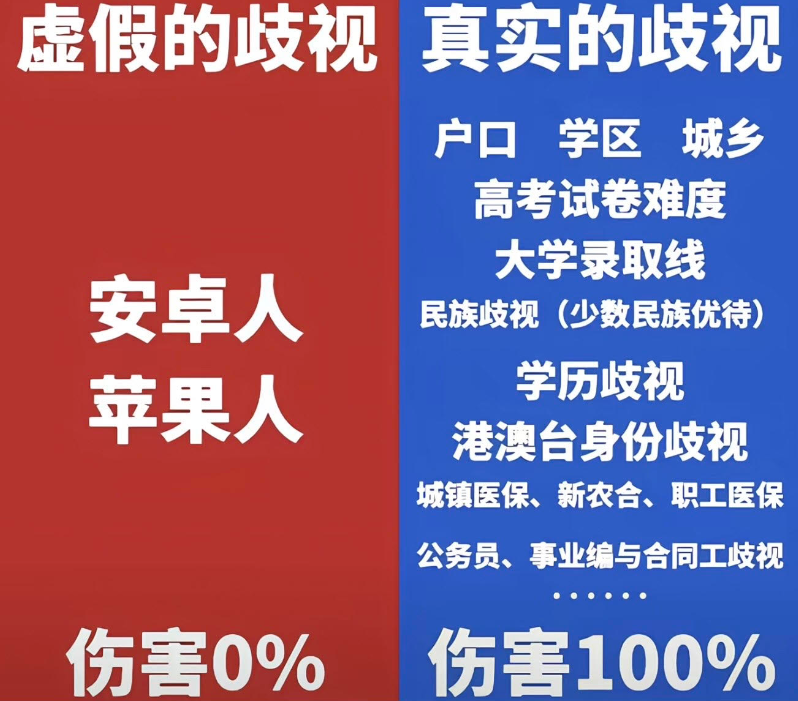 虚假的歧视
安卓人
苹果人
伤害0%
真实的歧视
户口 学区 城乡
高考试卷难度
大学录取线
民族歧视（少数民族优待）
学历歧视
港澳台身份歧视
城镇医保、新农合、职工医保
公务员、事业编与合同工歧视
······
伤害100%